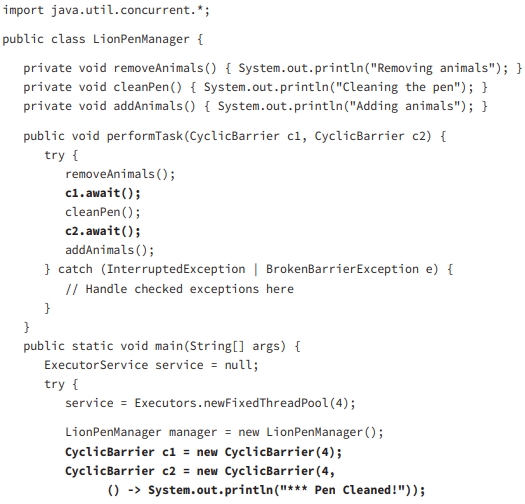 import java.util.concurrent.*;
public class LionPenManager {
private void removeAnimals() { System.out.println("Removing animals"); }
private void cleanPen() { System.out.println("Cleaning the pen"); }
private void addAnimals() { System.out.println("Adding animals"); }
public void performTask(CyclicBarrier c1, CyclicBarrier c2) {
try {
removeAnimals();
c1.await();
cleanPen();
c2.await();
addAnimals();
} catch (InterruptedException | BrokenBarrierException e) {
// Handle checked exceptions here
}
}
public static void main(String[] args) {
ExecutorService service = null;
try {
service = Executors.newFixedThreadPool(4);
LionPenManager manager = new LionPenManager();
CyclicBarrier c1 = new CyclicBarrier(4);
CyclicBarrier c2 = new CyclicBarrier(4,
() -> System.out.println("*** Pen Cleaned!"));